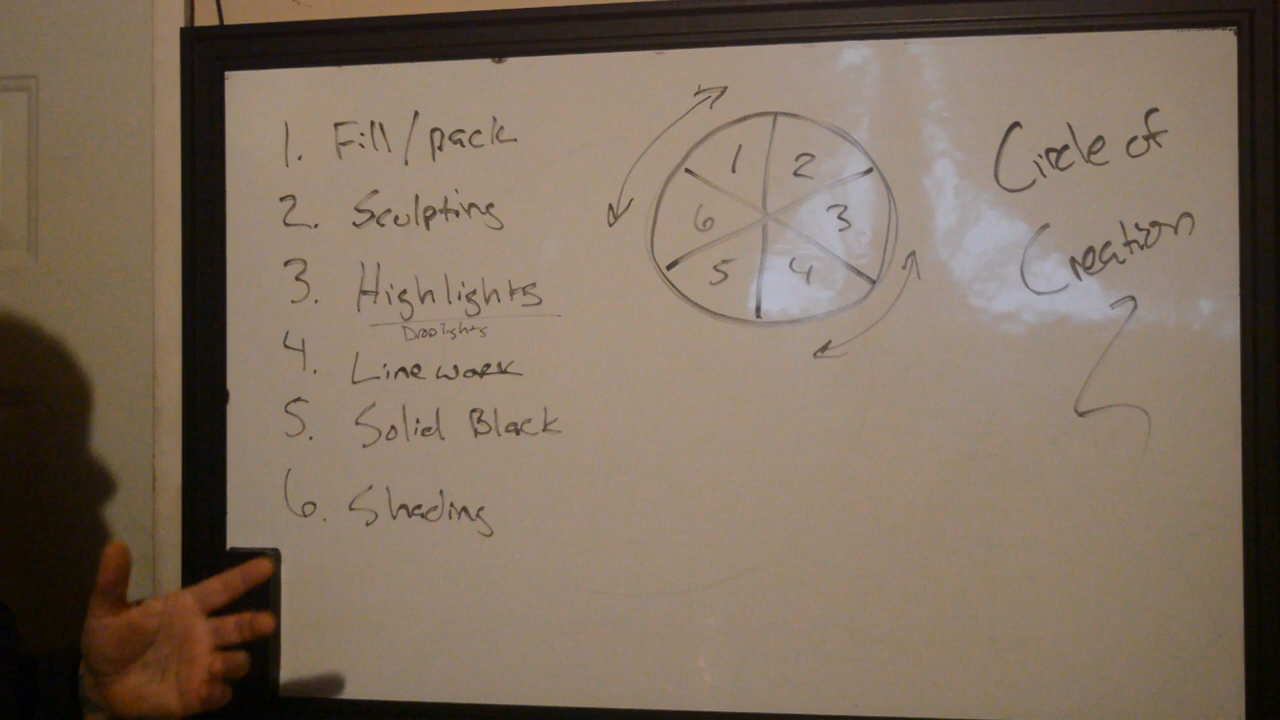 1. Fill/pack
2. Sculpting
3. Highlights
Droplights
4. Line work
5. Solid Black
6. Shading
1
2
3
4
5
6
Circle of
Creation